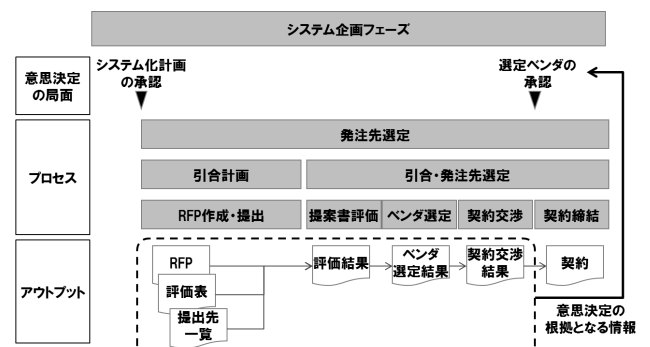 システム企画フェーズ
意思決定
の局面
システム化計画
の承認
選定ベンダの
承認
プロセス
発注先選定
引合計画
引合・発注先選定
RFP作成・提出
提案書評価
ベンダ選定
契約交渉
契約締結
アウトプット
RFP
評価表
提出先
一覧
評価結果
ベンダ
選定結果
契約交渉
結果
契約
意思決定の
根拠となる情報